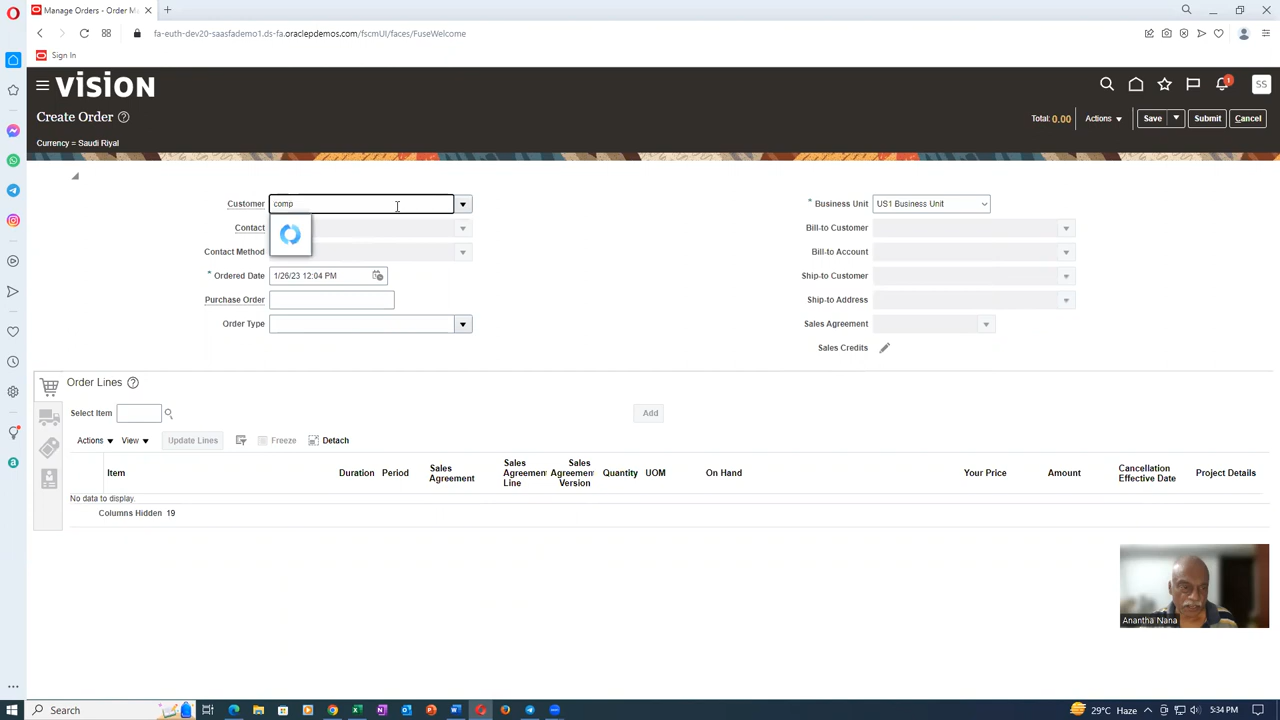 Manage Orders - Order M
fa-euth-dev20-saasfademo1.ds-fa.oraclepdemos.com/fscmUI/faces/FuseWelcome
Sign In
VISION
1
SS
Create Order
Total: 0.00
Actions
Save
Submit
Cancel
Currency = Saudi Riyal
Customer comp
* Business Unit US1 Business Unit
Contact
Bill-to Customer
Contact Method
Bill-to Account
* Ordered Date 1/26/23 12:04 PM
Ship-to Customer
Purchase Order
Ship-to Address
Order Type
Sales Agreement
Sales Credits
Order Lines
Select Item
Add
Actions View Update Lines Freeze Detach
Item
Duration
Period
Sales Agreement
Sales Agreement Line
Sales Agreement Version
Quantity
UOM
On Hand
Your Price
Amount
Cancellation Effective Date
Project Details
No data to display.
Columns Hidden 19
Anantha Nana
Search
29°C Haze
5:34 PM